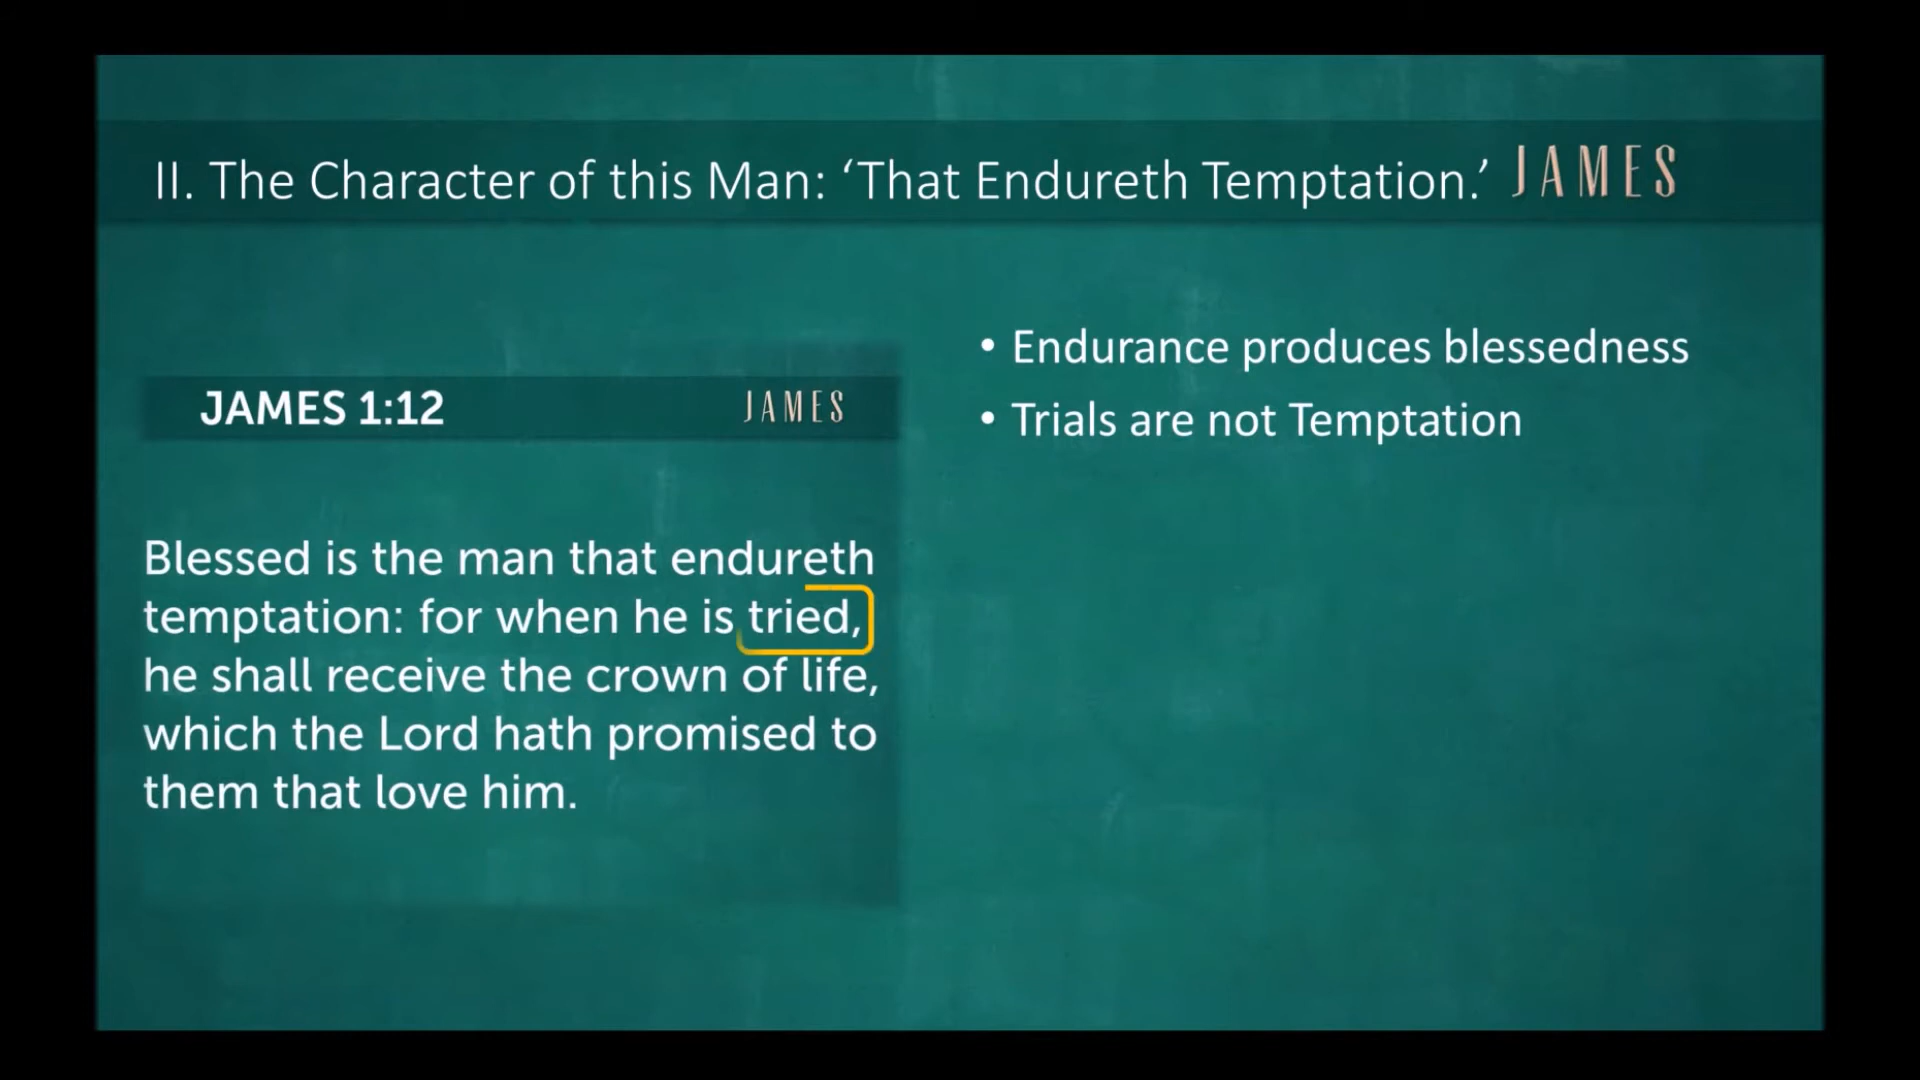 II. The Character of this Man: ‘That Endureth Temptation.’ JAMES
JAMES 1:12 JAMES
Blessed is the man that endureth
temptation: for when he is tried,
he shall receive the crown of life,
which the Lord hath promised to
them that love him.
• Endurance produces blessedness
• Trials are not Temptation